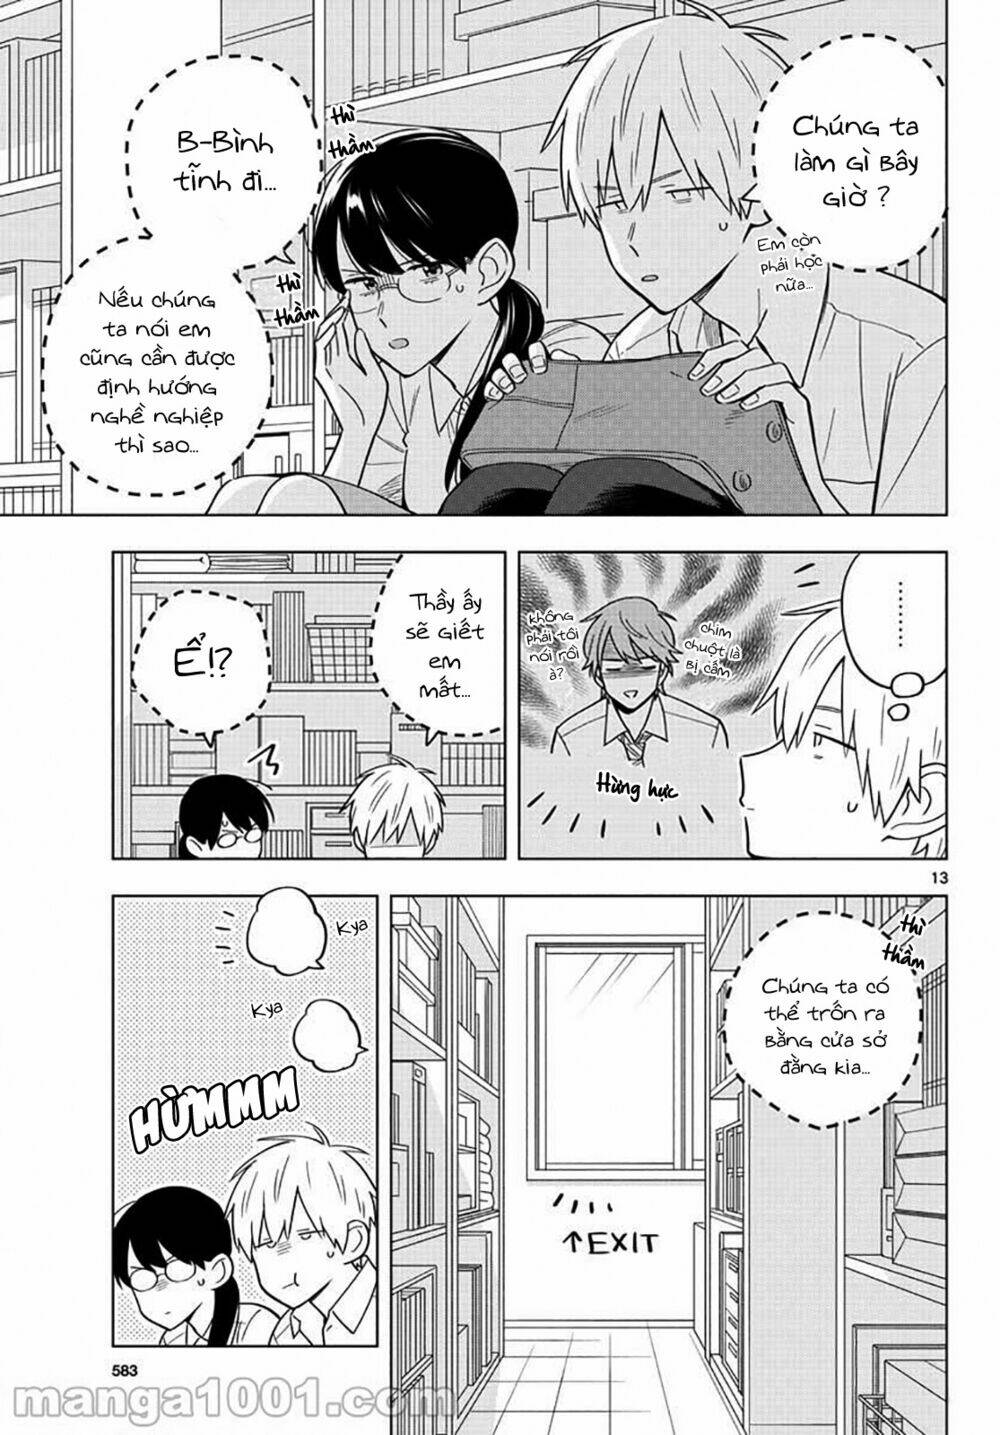 Chúng ta
làm gì bây
giờ ?
Em còn
phải học
nữa...
thì
thầm
B-Bình
tĩnh đi...
thì
thầm
Nếu chúng
ta nói em
cũng cần được
định hướng
nghề nghiệp
thì sao...
.......
không
phải tôi
nói rồi
à?
chim
chuột là
bị cấm
Hừng hực
Thầy ấy
sẽ giết
em
mất...
Ể!?
13
thì
thầm
Chúng ta có
thể trốn ra
bằng cửa sở
đằng kia...
↑EXIT
Kya
Kya
HỪMMM
583
manga1001.com